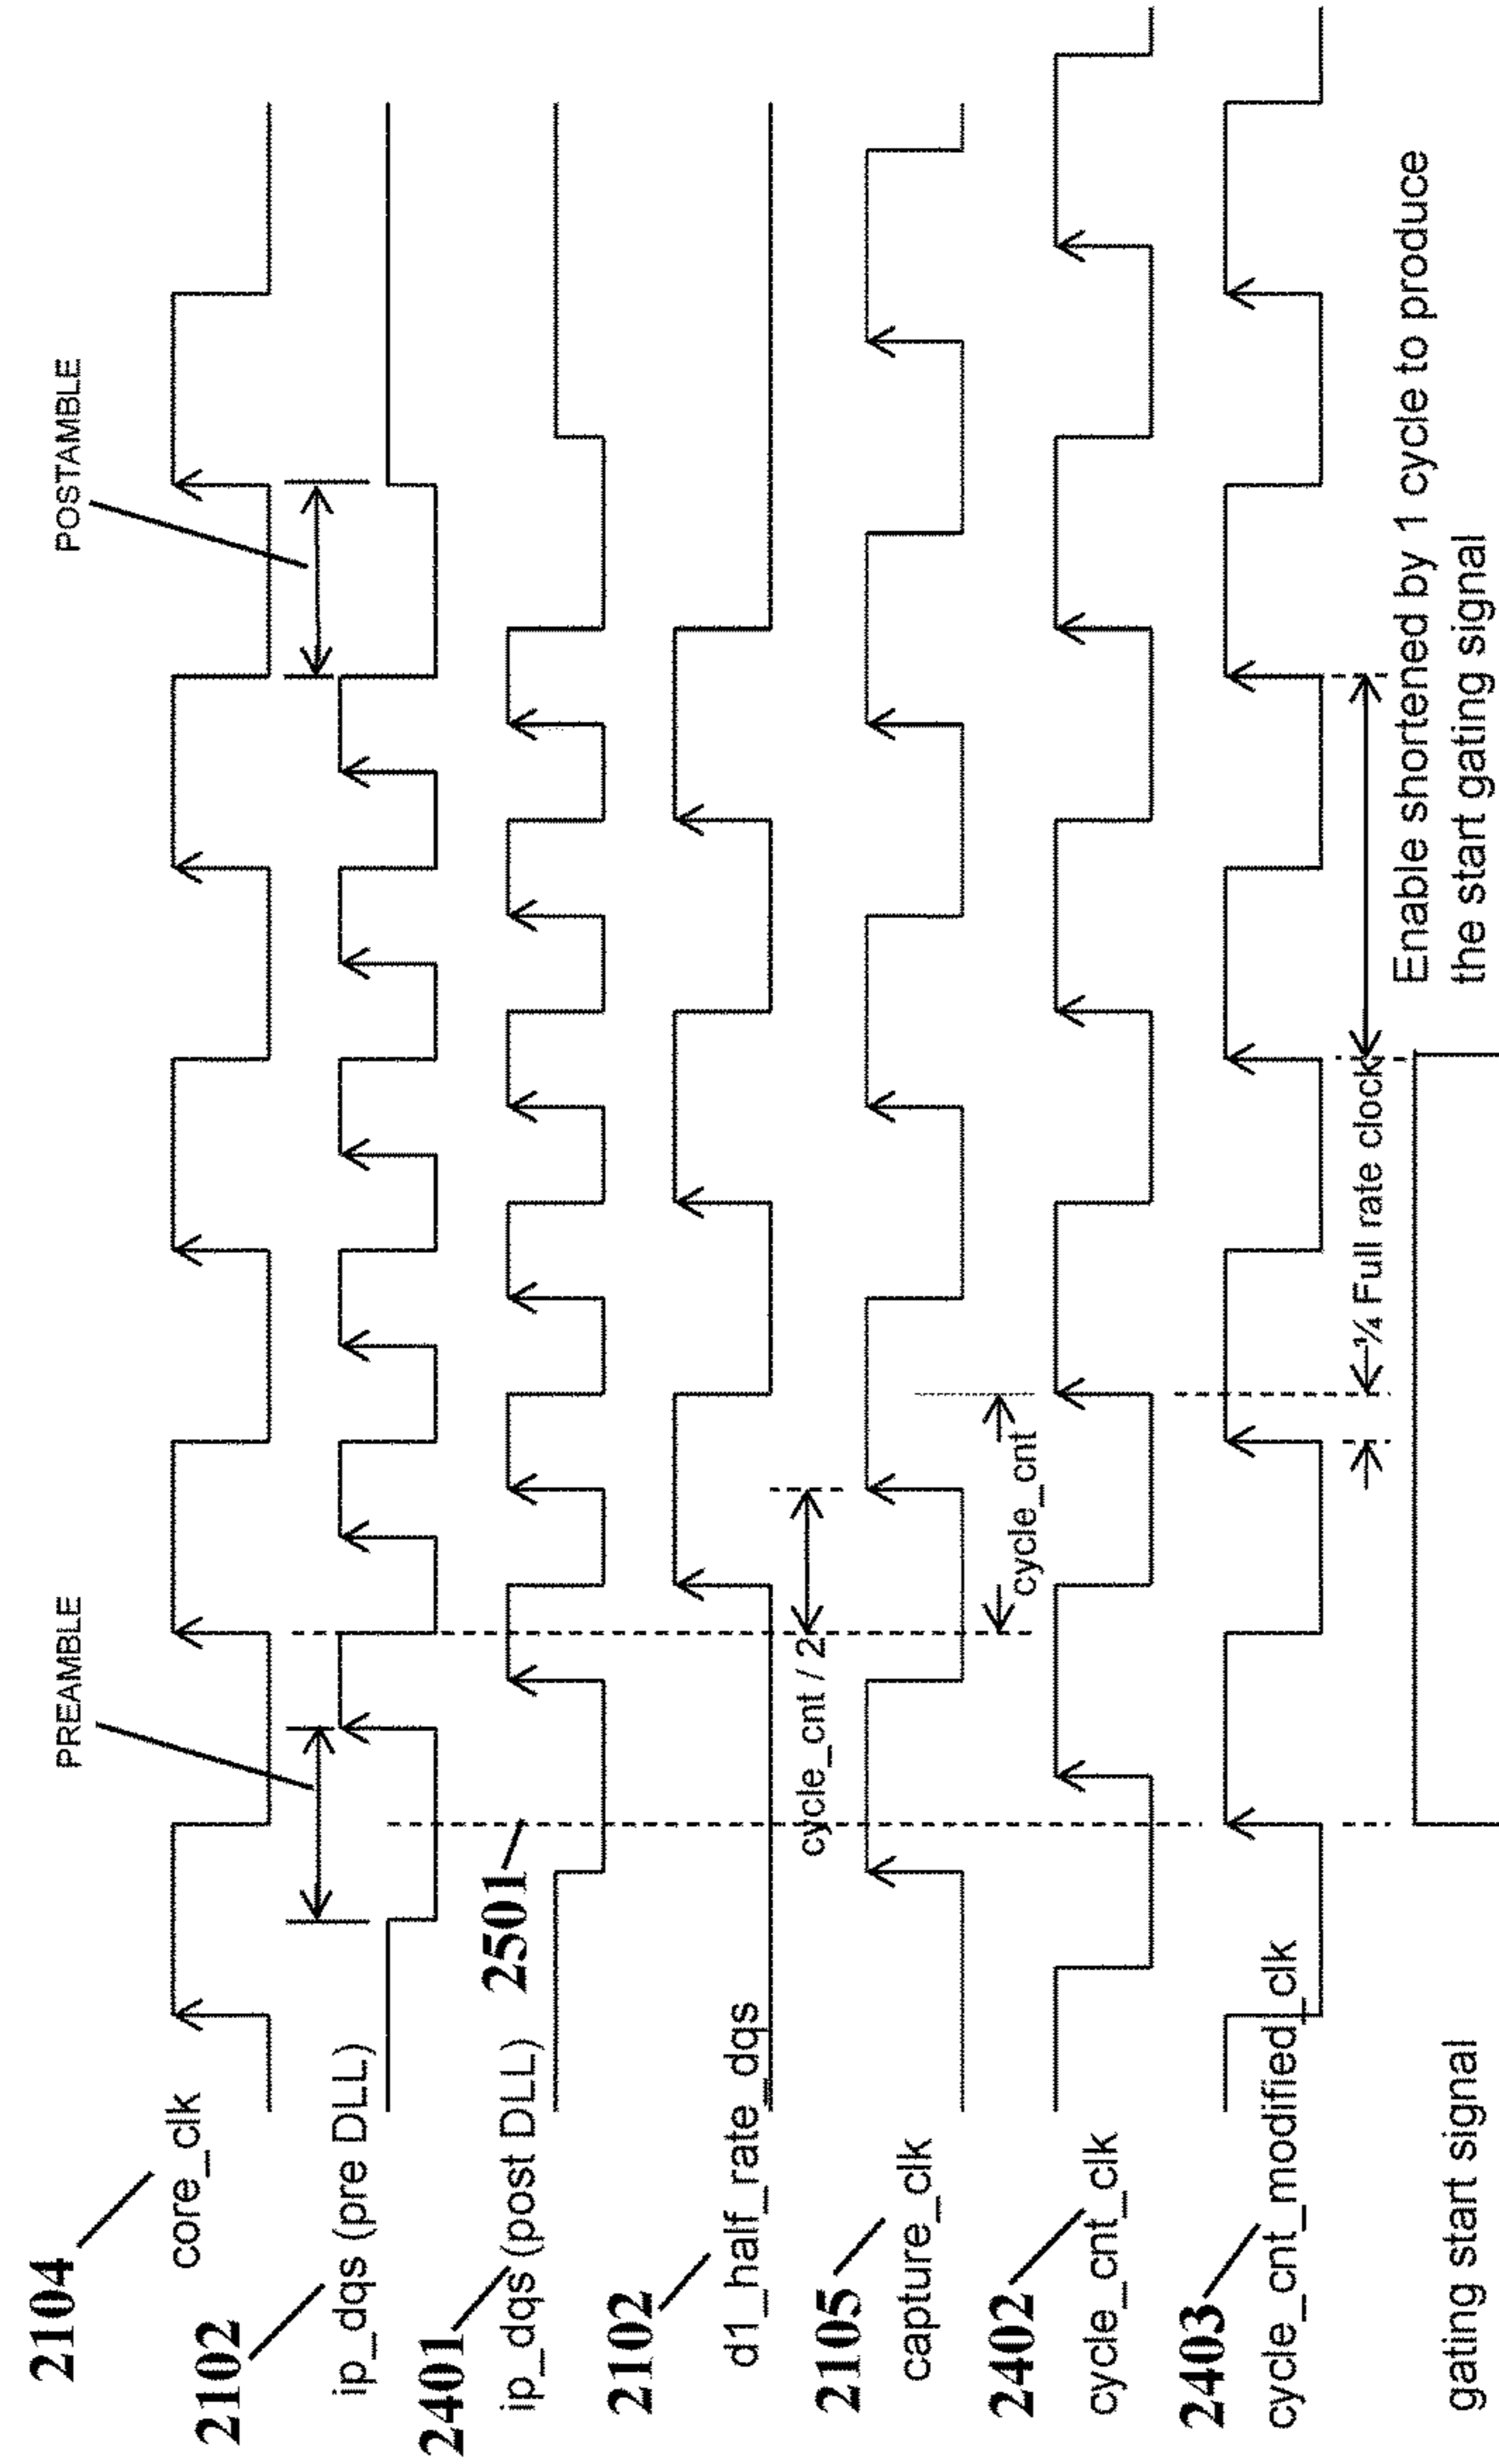 PREAMBLE
POSTAMBLE
2104
core_clk
2102
ip_dqs (pre DLL)
2401
ip_dqs (post DLL)
2501
2102
d1_half_rate_dqs
cycle_cnt / 2
2105
capture_clk
cycle_cnt
2402
cycle_cnt_clk
2403
cycle_cnt_modified_clk
¼ Full rate clock
Enable shortened by 1 cycle to produce
the start gating signal
gating start signal